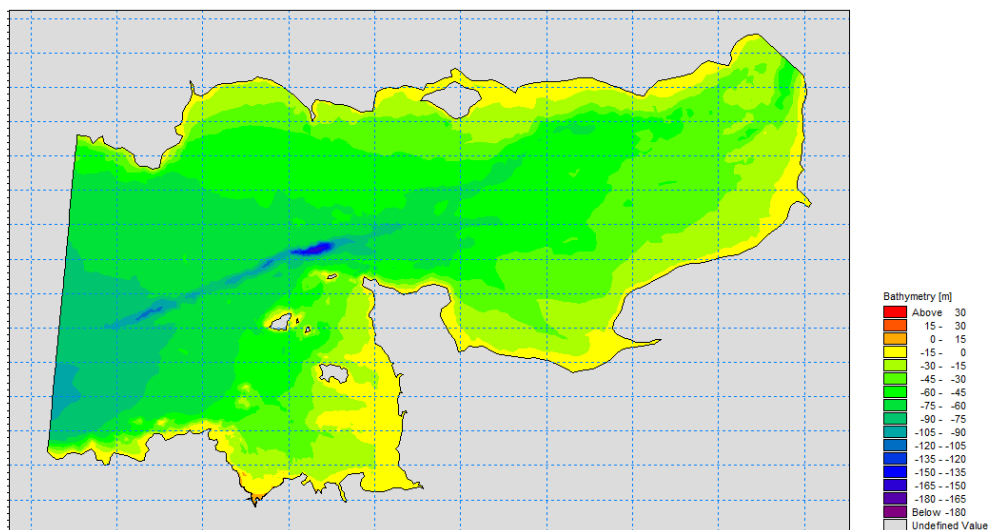 Bathymetry [m]
Above 30
15 - 30
0 - 15
-15 - 0
-30 - -15
-45 - -30
-60 - -45
-75 - -60
-90 - -75
-105 - -90
-120 - -105
-135 - -120
-150 - -135
-165 - -150
-180 - -165
Below -180
Undefined Value